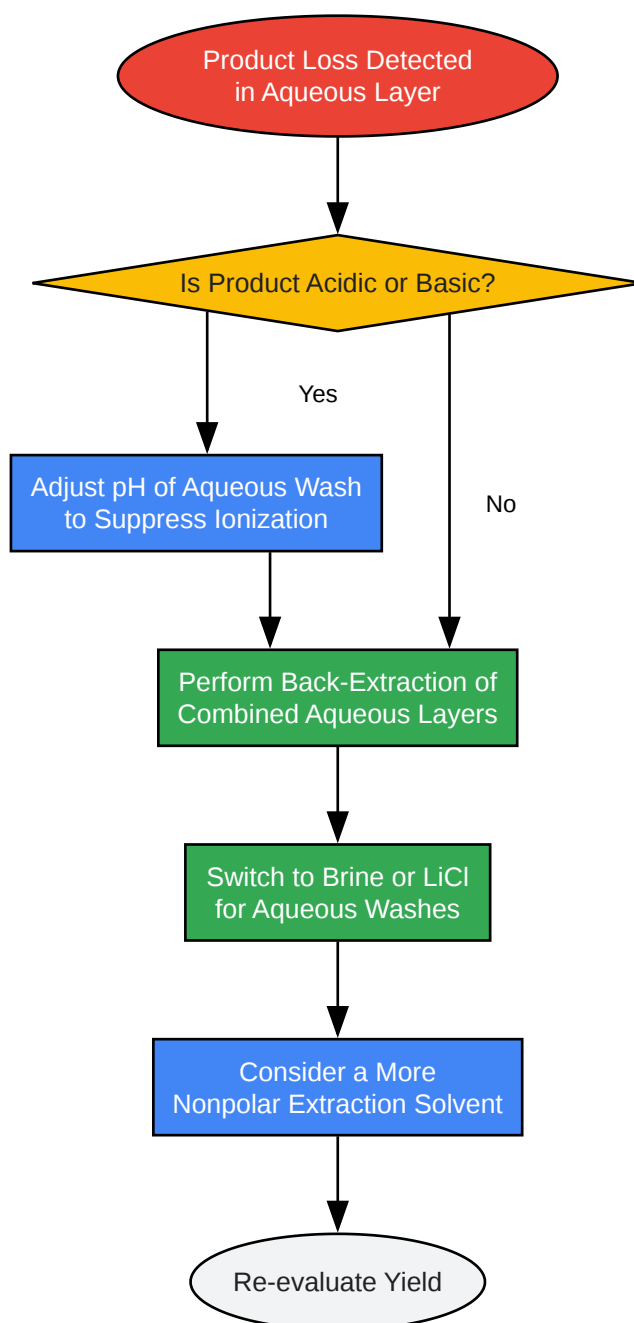 Product Loss Detected
in Aqueous Layer
Is Product Acidic or Basic?
Yes
Adjust pH of Aqueous Wash
to Suppress Ionization
No
Perform Back-Extraction of
Combined Aqueous Layers
Switch to Brine or LiCl
for Aqueous Washes
Consider a More
Nonpolar Extraction Solvent
Re-evaluate Yield